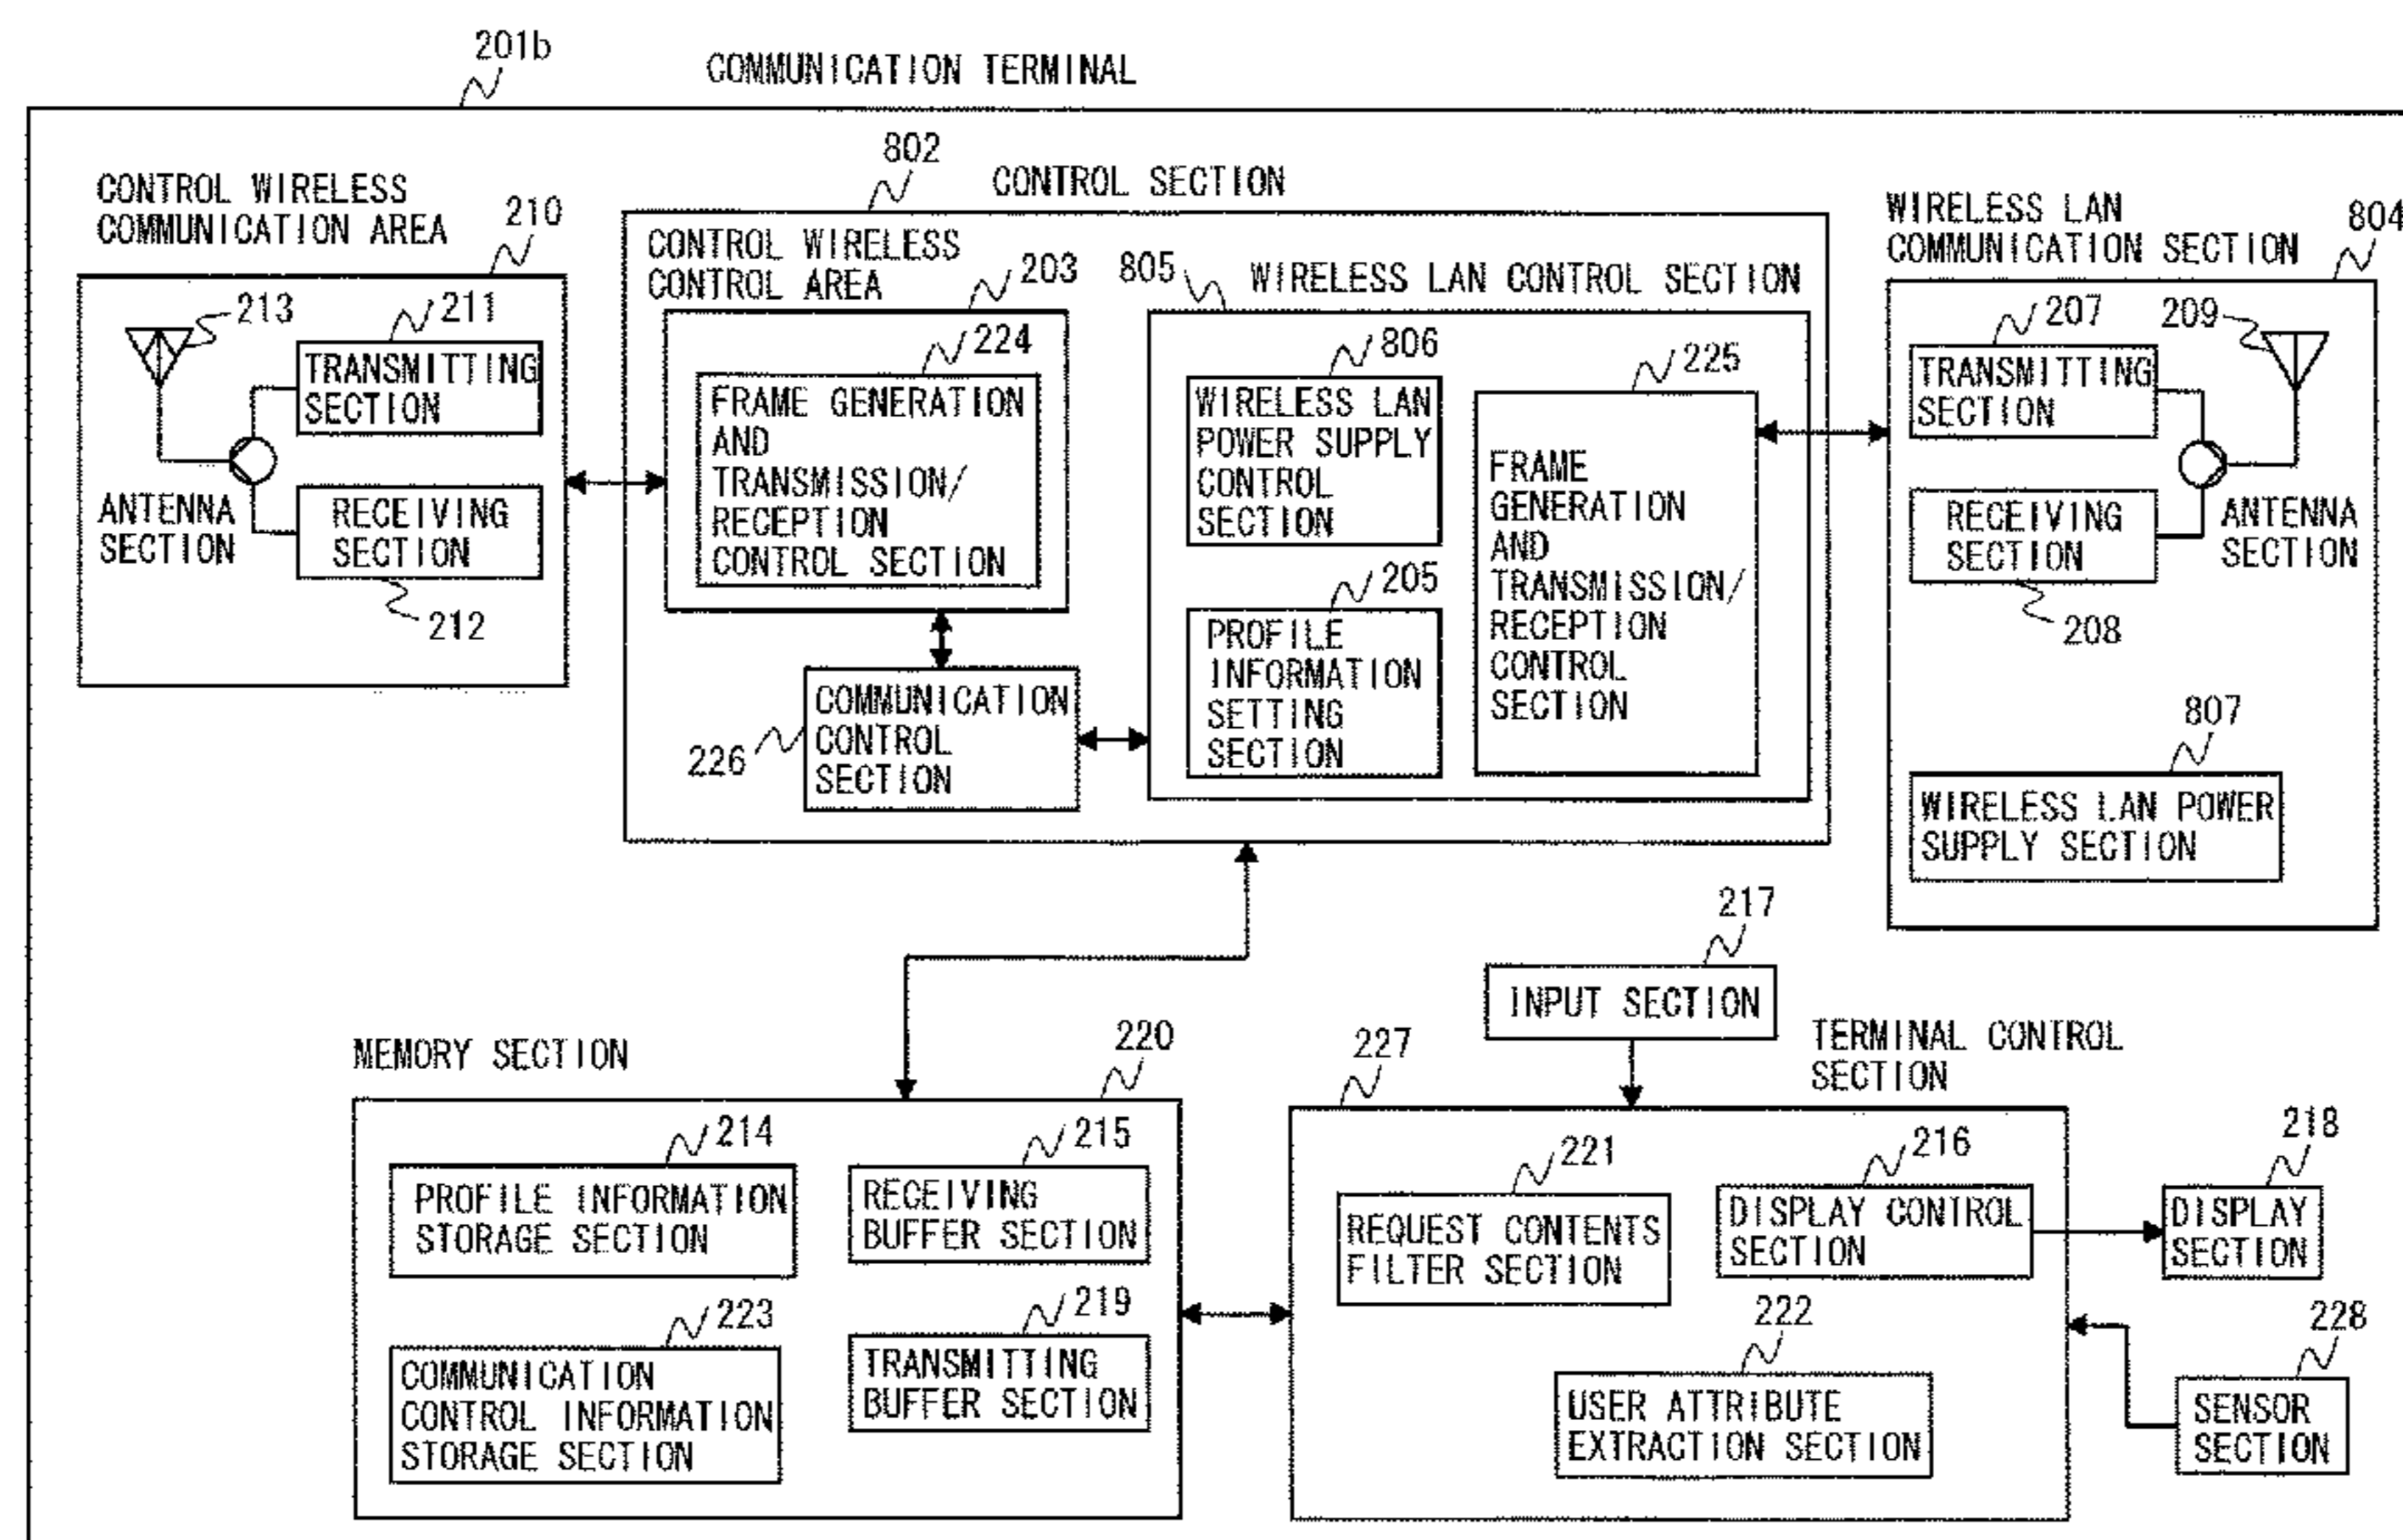 201b
COMMUNICATION TERMINAL
CONTROL WIRELESS
COMMUNICATION AREA
210
213
211
TRANSMITTING
SECTION
ANTENNA
SECTION
RECEIVING
SECTION
212
802
CONTROL SECTION
CONTROL WIRELESS
CONTROL AREA
203
224
FRAME GENERATION
AND
TRANSMISSION/
RECEPTION
CONTROL SECTION
226
COMMUNICATION
CONTROL
SECTION
805
WIRELESS LAN CONTROL SECTION
806
WIRELESS LAN
POWER SUPPLY
CONTROL
SECTION
205
PROFILE
INFORMATION
SETTING
SECTION
225
FRAME
GENERATION
AND
TRANSMISSION/
RECEPTION
CONTROL
SECTION
WIRELESS LAN
COMMUNICATION SECTION
804
207
TRANSMITTING
SECTION
209
RECEIVING
SECTION
208
ANTENNA
SECTION
807
WIRELESS LAN POWER
SUPPLY SECTION
217
INPUT SECTION
MEMORY SECTION
220
214
PROFILE INFORMATION
STORAGE SECTION
215
RECEIVING
BUFFER SECTION
223
COMMUNICATION
CONTROL INFORMATION
STORAGE SECTION
219
TRANSMITTING
BUFFER SECTION
227
TERMINAL CONTROL
SECTION
221
REQUEST CONTENTS
FILTER SECTION
216
DISPLAY CONTROL
SECTION
222
USER ATTRIBUTE
EXTRACTION SECTION
218
DISPLAY
SECTION
228
SENSOR
SECTION